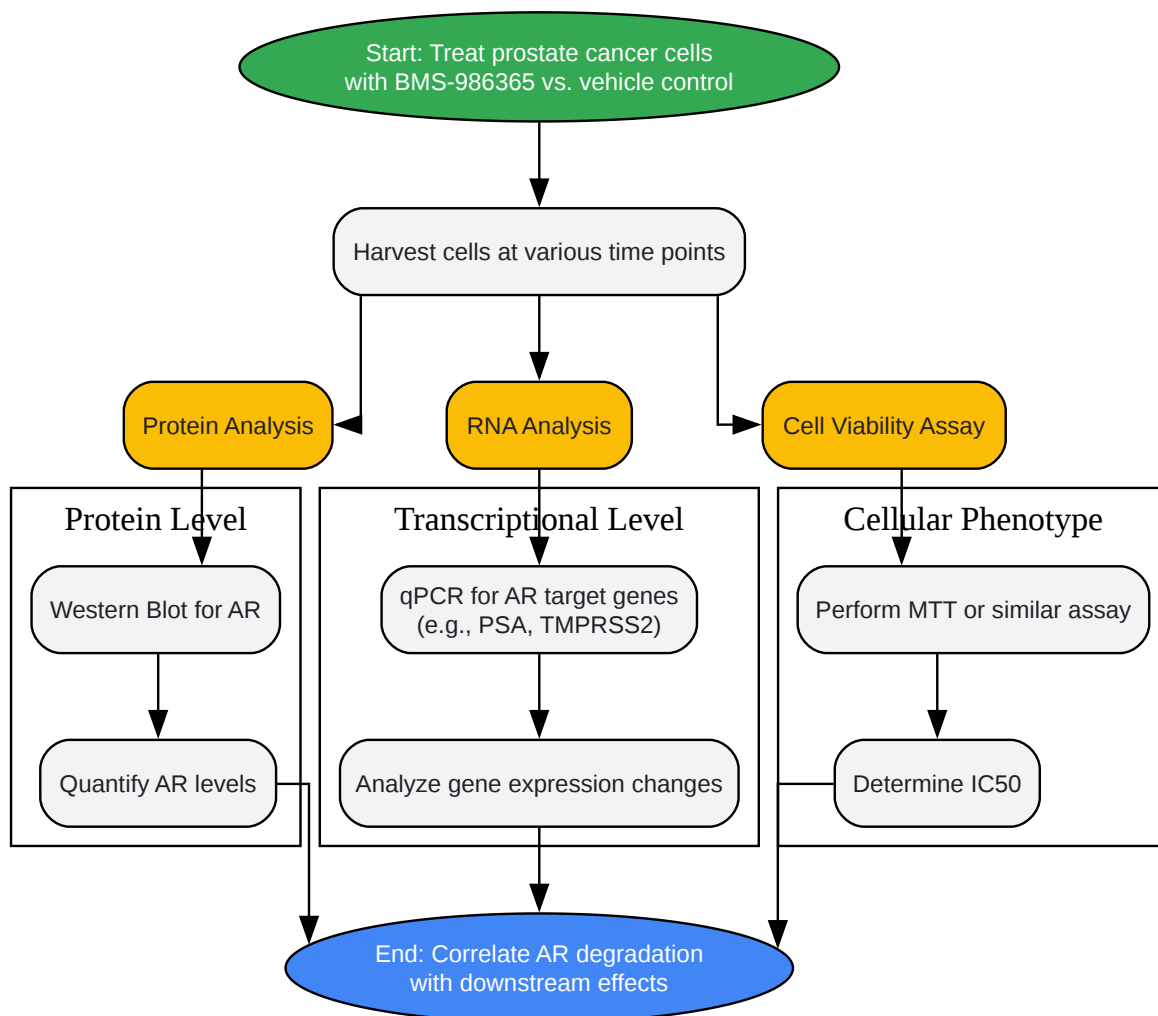 Start: Treat prostate cancer cells
with BMS-986365 vs. vehicle control
Harvest cells at various time points
Protein Analysis
RNA Analysis
Cell Viability Assay
Protein Level
Transcriptional Level
Cellular Phenotype
Western Blot for AR
qPCR for AR target genes
(e.g., PSA, TMPRSS2)
Perform MTT or similar assay
Quantify AR levels
Analyze gene expression changes
Determine IC50
End: Correlate AR degradation
with downstream effects